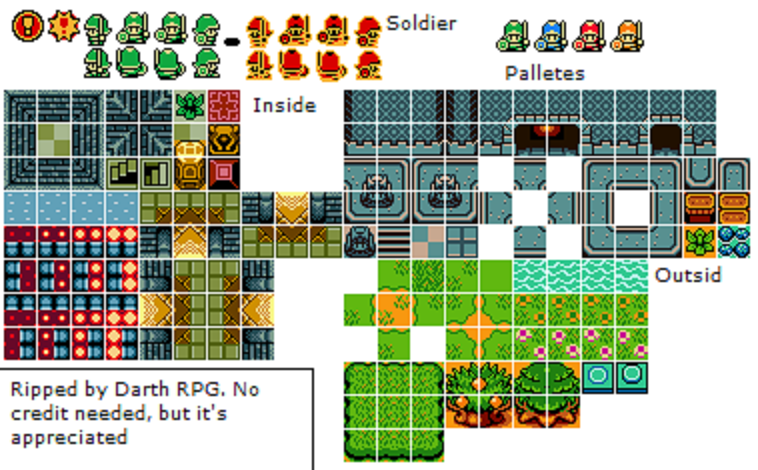 Soldier
Palletes
Inside
Outsid
Ripped by Darth RPG. No
credit needed, but it's
appreciated